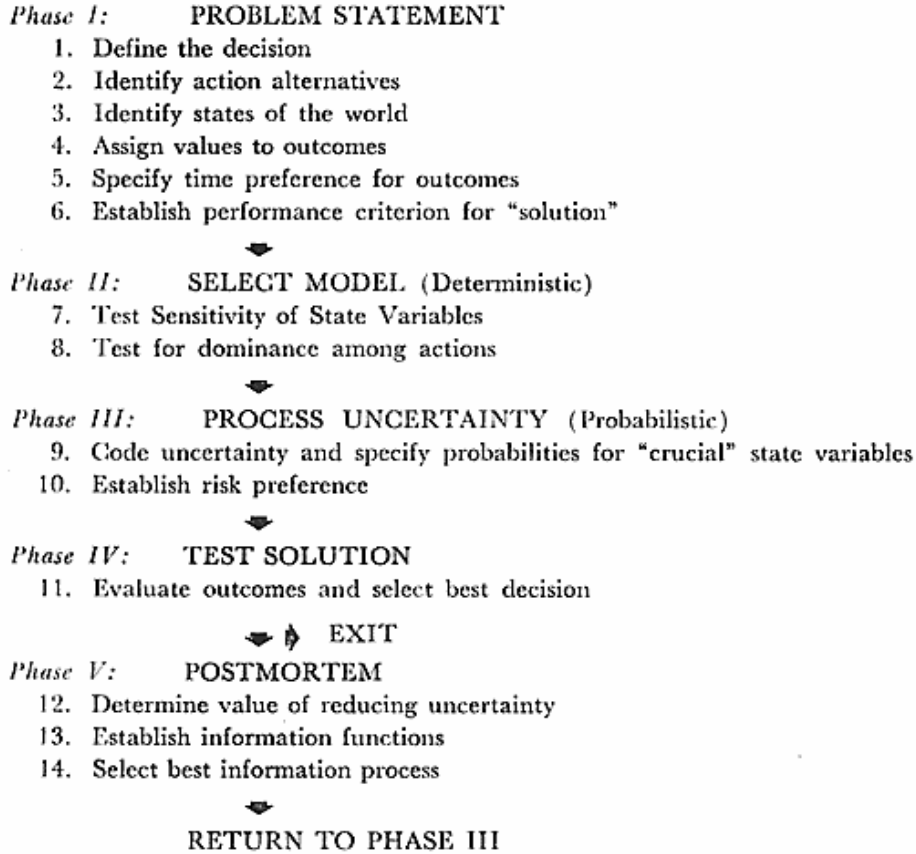 Phase I: PROBLEM STATEMENT
1. Define the decision
2. Identify action alternatives
3. Identify states of the world
4. Assign values to outcomes
5. Specify time preference for outcomes
6. Establish performance criterion for "solution"
Phase II: SELECT MODEL (Deterministic)
7. Test Sensitivity of State Variables
8. Test for dominance among actions
Phase III: PROCESS UNCERTAINTY (Probabilistic)
9. Code uncertainty and specify probabilities for "crucial" state variables
10. Establish risk preference
Phase IV: TEST SOLUTION
11. Evaluate outcomes and select best decision
EXIT
Phase V: POSTMORTEM
12. Determine value of reducing uncertainty
13. Establish information functions
14. Select best information process
RETURN TO PHASE III